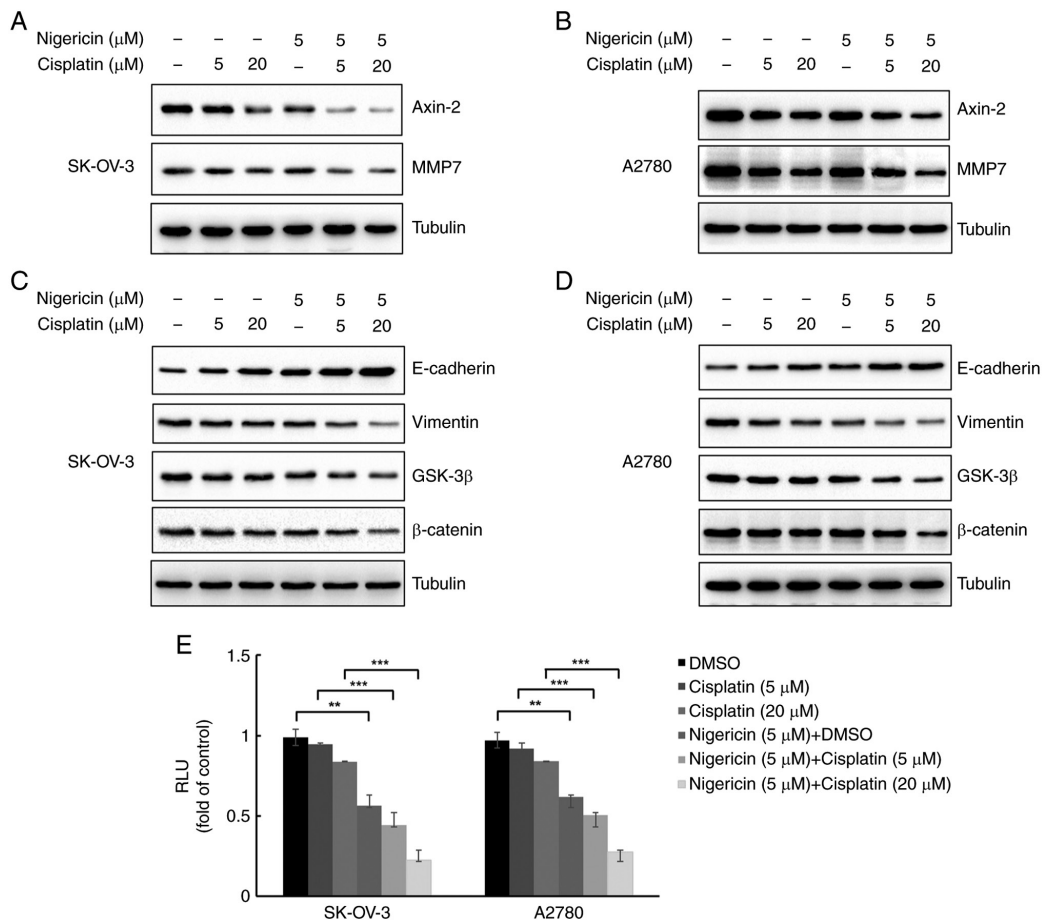 A
Nigericin (μM) – – – 5 5 5
Cisplatin (μM) – 5 20 – 5 20
SK-OV-3
Axin-2
MMP7
Tubulin
B
Nigericin (μM) – – – 5 5 5
Cisplatin (μM) – 5 20 – 5 20
A2780
Axin-2
MMP7
Tubulin
C
Nigericin (μM) – – – 5 5 5
Cisplatin (μM) – 5 20 – 5 20
SK-OV-3
E-cadherin
Vimentin
GSK-3β
β-catenin
Tubulin
D
Nigericin (μM) – – – 5 5 5
Cisplatin (μM) – 5 20 – 5 20
A2780
E-cadherin
Vimentin
GSK-3β
β-catenin
Tubulin
E
RLU
(fold of control)
1.5
1
0.5
0
***
***
**
***
***
**
SK-OV-3
A2780
DMSO
Cisplatin (5 μM)
Cisplatin (20 μM)
Nigericin (5 μM)+DMSO
Nigericin (5 μM)+Cisplatin (5 μM)
Nigericin (5 μM)+Cisplatin (20 μM)